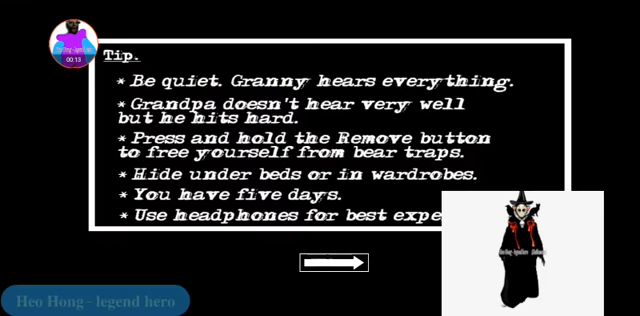 00:13
Tip.
* Be quiet. Granny hears everything.
* Grandpa doesn't hear very well
but he hits hard.
* Press and hold the Remove button
to free yourself from bear traps.
* Hide under beds or in wardrobes.
* You have five days.
* Use headphones for best expe
Heo Hong - legend hero